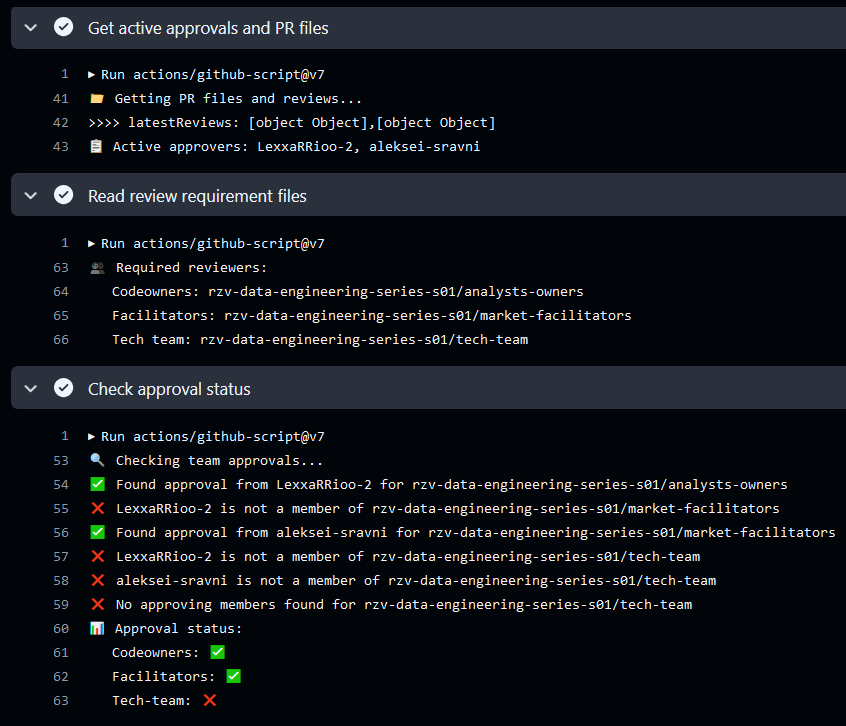 Get active approvals and PR files
1 ▶ Run actions/github-script@v7
41 📁 Getting PR files and reviews...
42 >>>> latestReviews: [object Object],[object Object]
43 📋 Active approvers: LexxaRRioo-2, aleksei-sravni
Read review requirement files
1 ▶ Run actions/github-script@v7
63 👥 Required reviewers:
64 Codeowners: rzv-data-engineering-series-s01/analysts-owners
65 Facilitators: rzv-data-engineering-series-s01/market-facilitators
66 Tech team: rzv-data-engineering-series-s01/tech-team
Check approval status
1 ▶ Run actions/github-script@v7
53 🔍 Checking team approvals...
54 ✅ Found approval from LexxaRRioo-2 for rzv-data-engineering-series-s01/analysts-owners
55 ❌ LexxaRRioo-2 is not a member of rzv-data-engineering-series-s01/market-facilitators
56 ✅ Found approval from aleksei-sravni for rzv-data-engineering-series-s01/market-facilitators
57 ❌ LexxaRRioo-2 is not a member of rzv-data-engineering-series-s01/tech-team
58 ❌ aleksei-sravni is not a member of rzv-data-engineering-series-s01/tech-team
59 ❌ No approving members found for rzv-data-engineering-series-s01/tech-team
60 📊 Approval status:
61 Codeowners: ✅
62 Facilitators: ✅
63 Tech-team: ❌